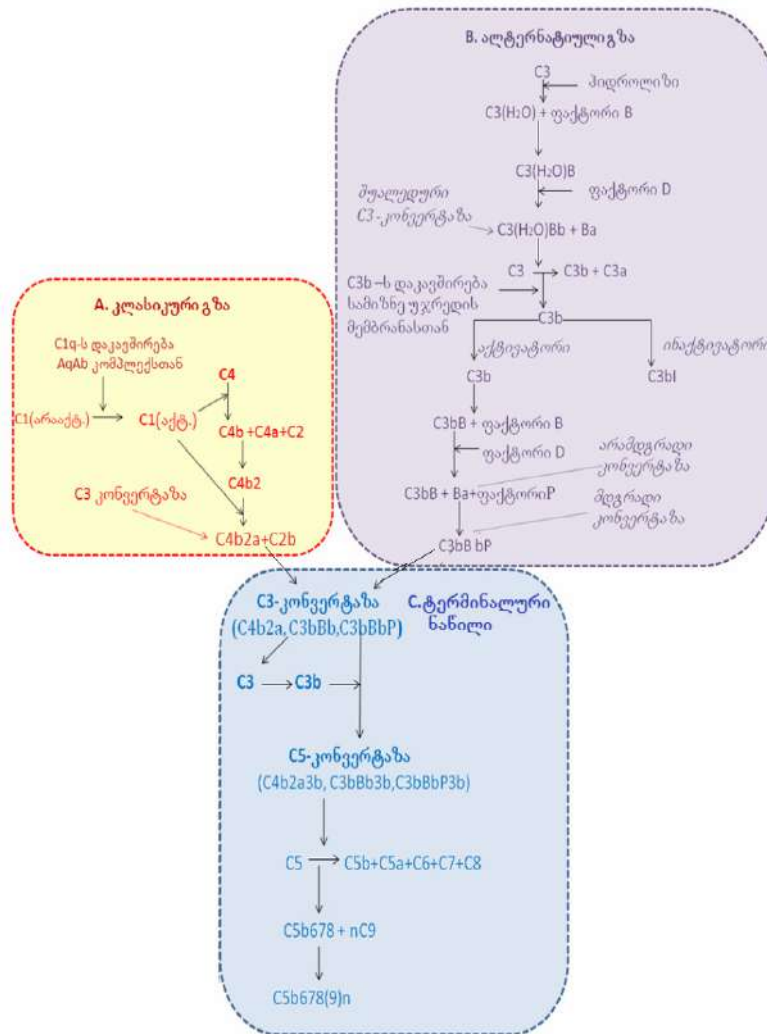 B. ალტერნატიული გზა
C3
ჰიდროლიზი
C3(H2O) + ფაქტორი B
C3(H2O)B
ფაქტორი D
შუალედური
C3-კონვერტაზა
C3(H2O)Bb + Ba
C3
C3b + C3a
C3b –ს დაკავშირება
სამიზნე უჯრედის
მემბრანასთან
C3b
აქტივატორი
ინაქტივატორი
C3b
C3bI
C3bB + ფაქტორი B
ფაქტორი D
არამდგრადი
კონვერტაზა
C3bB + Ba+ფაქტორი P
მდგრადი
კონვერტაზა
C3bB bP
A. კლასიკური გზა
C1q-ს დაკავშირება
AqAb კომპლექსთან
C4
C1(არააქტ.)
C1(აქტ.)
C4b +C4a+C2
C4b2
C3 კონვერტაზა
C4b2a+C2b
C3-კონვერტაზა
(C4b2a,C3bBb,C3bBbP)
C.ტერმინალური
ნაწილი
C3
C3b
C5-კონვერტაზა
(C4b2a3b, C3bBb3b,C3bBbP3b)
C5
C5b+C5a+C6+C7+C8
C5b678 + nC9
C5b678(9)n